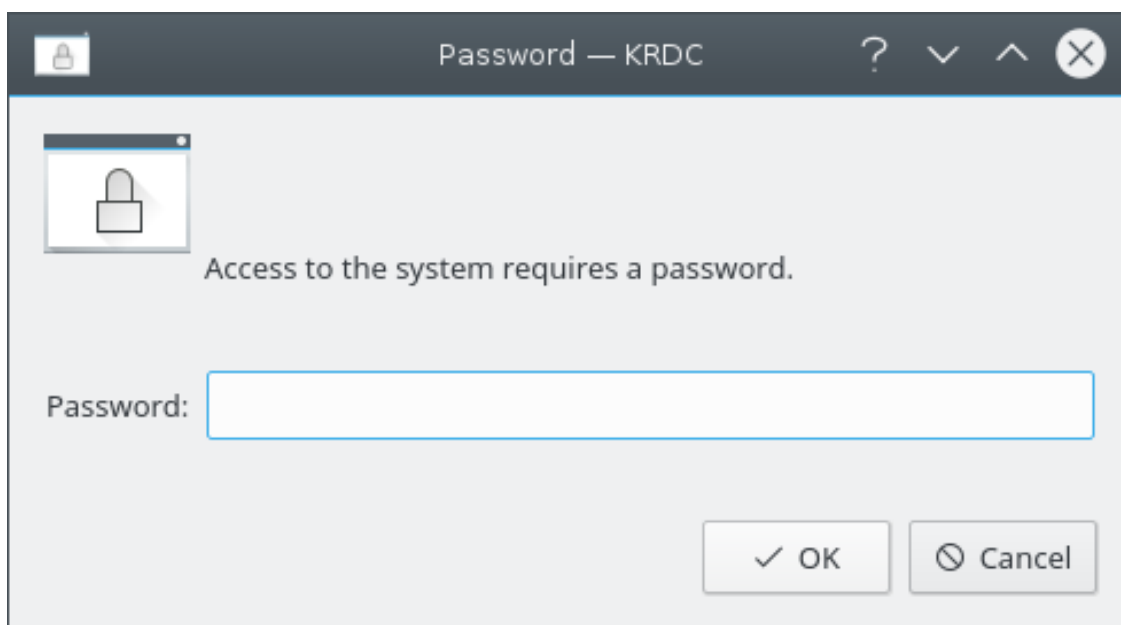 Password — KRDC
Access to the system requires a password.
Password:
OK
Cancel